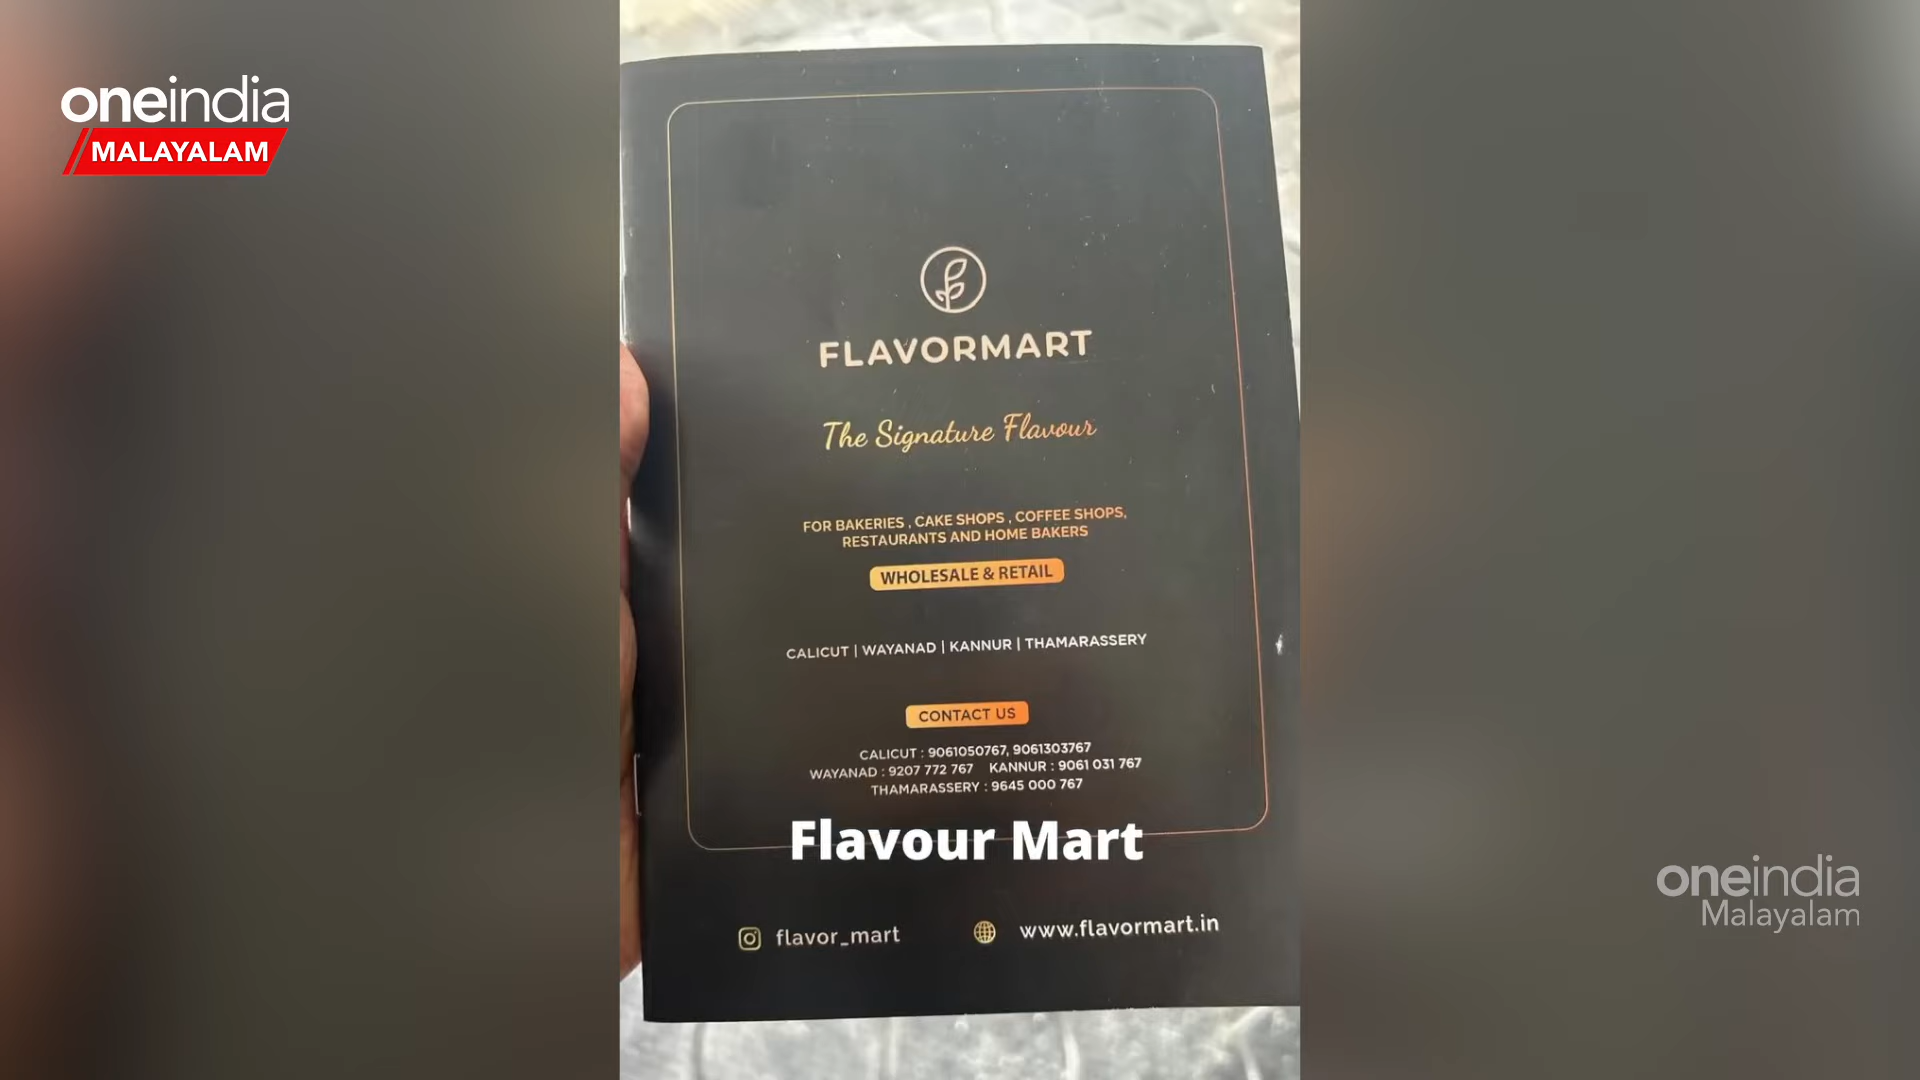 oneindia
MALAYALAM
FLAVORMART
The Signature Flavour
FOR BAKERIES , CAKE SHOPS , COFFEE SHOPS,
RESTAURANTS AND HOME BAKERS
WHOLESALE & RETAIL
CALICUT | WAYANAD | KANNUR | THAMARASSERY
CONTACT US
CALICUT : 9061050767, 9061303767
WAYANAD : 9207 772 767 KANNUR : 9061 031 767
THAMARASSERY : 9645 000 767
Flavour Mart
flavor_mart www.flavormart.in
oneindia
Malayalam